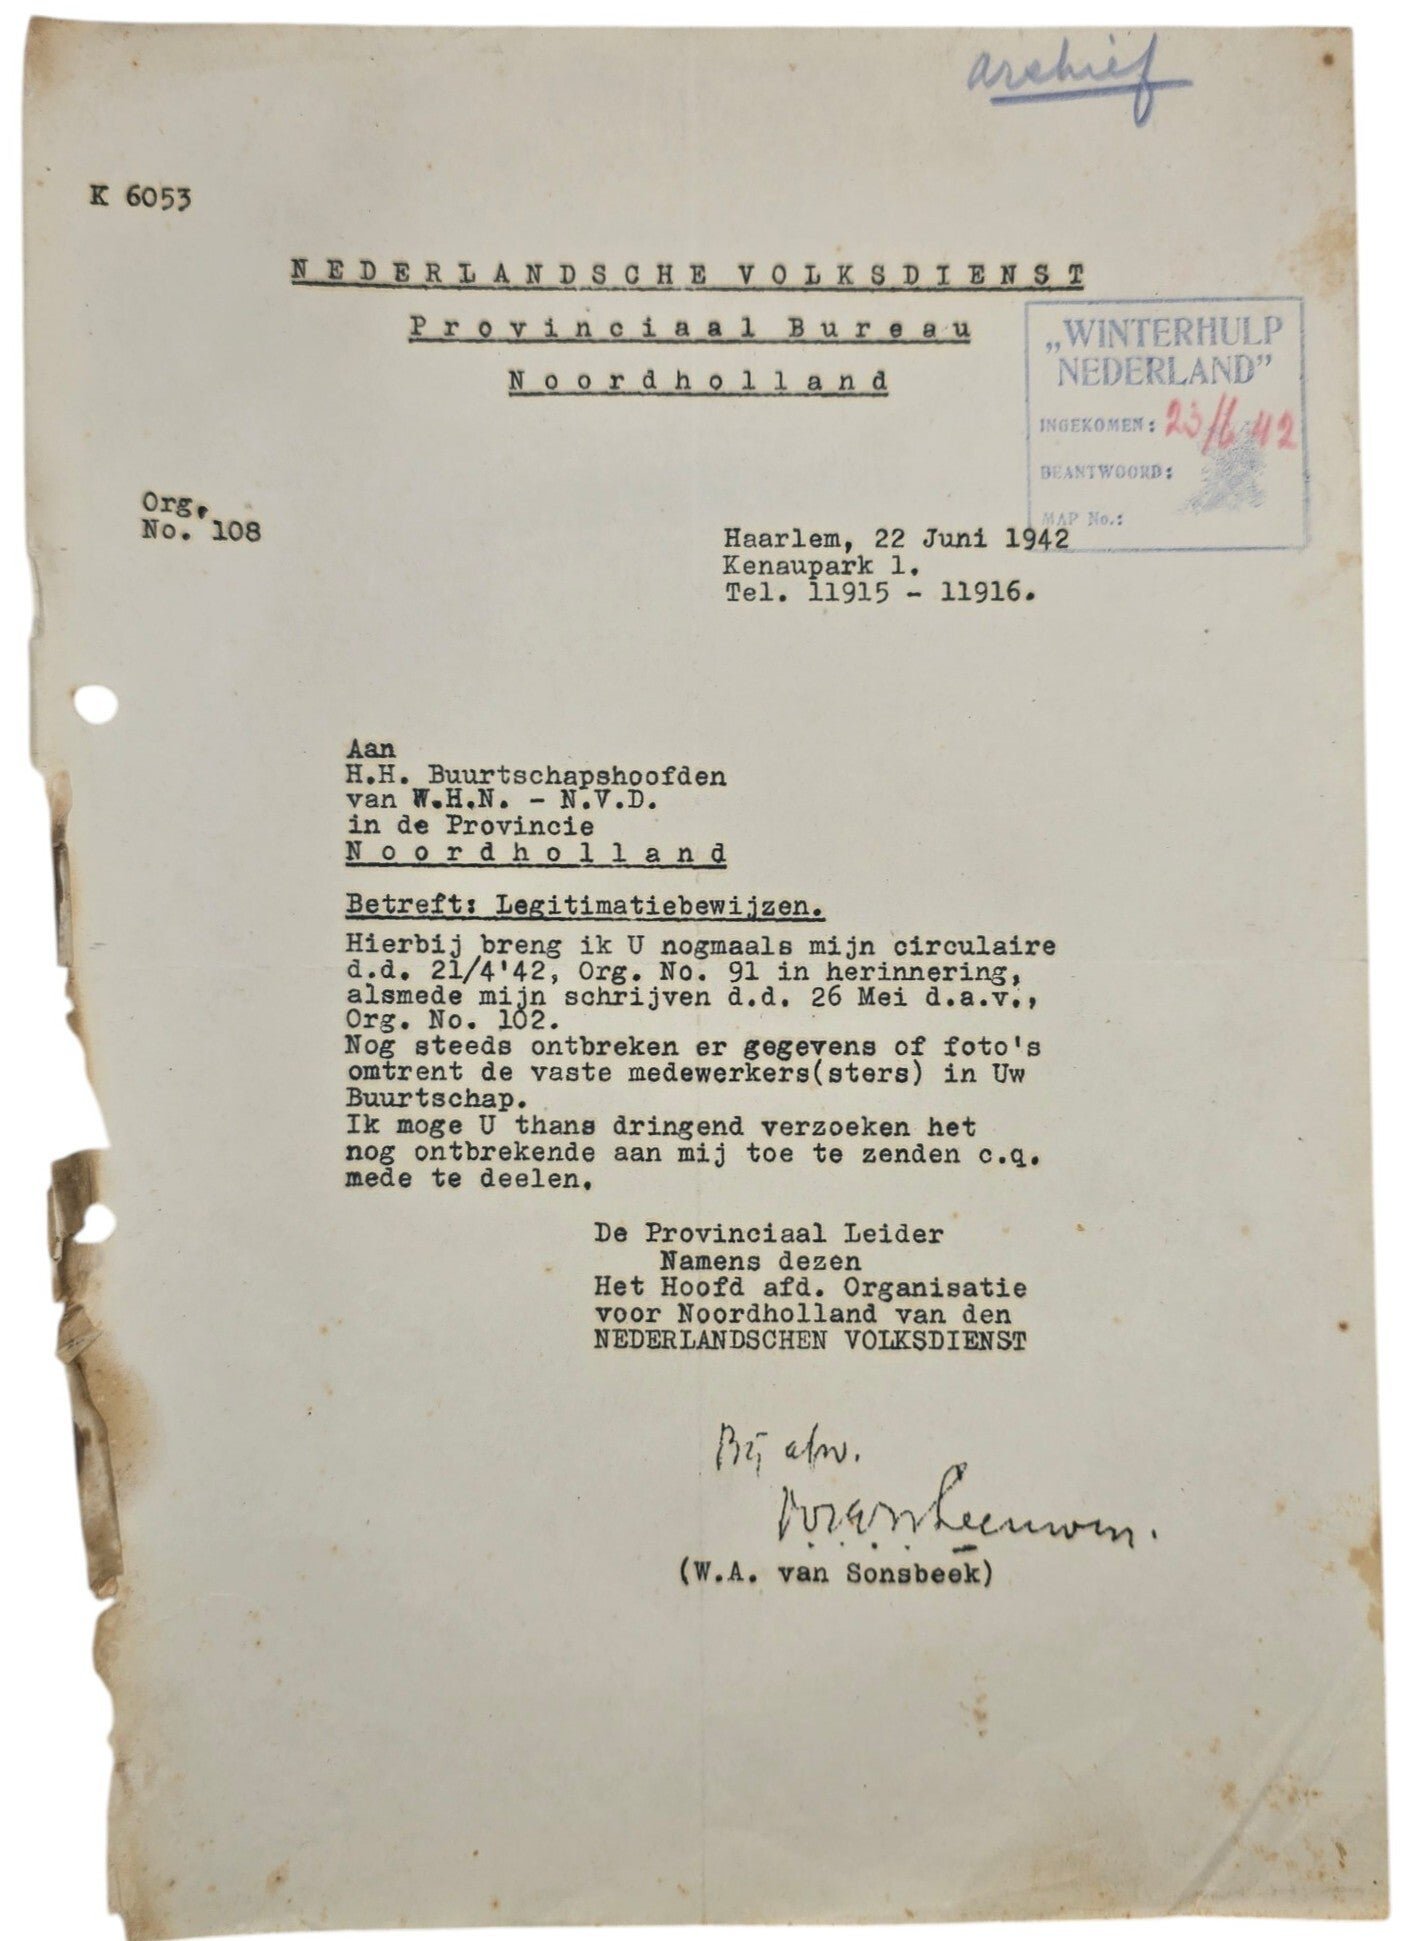 archief
K 6053
NEDERLANDSCHE VOLKSDIENST
Provinciaal Bureau
Noordholland
„WINTERHULP
NEDERLAND”
INGEKOMEN: 23/6 42
BEANTWOORD:
MAP No.:
Org.
No. 108
Haarlem, 22 Juni 1942
Kenaupark 1.
Tel. 11915 - 11916.
Aan
H.H. Buurtschapshoofden
van W.H.N. - N.V.D.
in de Provincie
Noordholland
Betreft: Legitimatiebewijzen.
Hierbij breng ik U nogmaals mijn circulaire
d.d. 21/4'42, Org. No. 91 in herinnering,
alsmede mijn schrijven d.d. 26 Mei d.a.v.,
Org. No. 102.
Nog steeds ontbreken er gegevens of foto's
omtrent de vaste medewerkers(sters) in Uw
Buurtschap.
Ik moge U thans dringend verzoeken het
nog ontbrekende aan mij toe te zenden c.q.
mede te deelen.
De Provinciaal Leider
Namens dezen
Het Hoofd afd. Organisatie
voor Noordholland van den
NEDERLANDSCHEN VOLKSDIENST
Bij afw.
Leeuwen.
(W.A. van Sonsbeek)